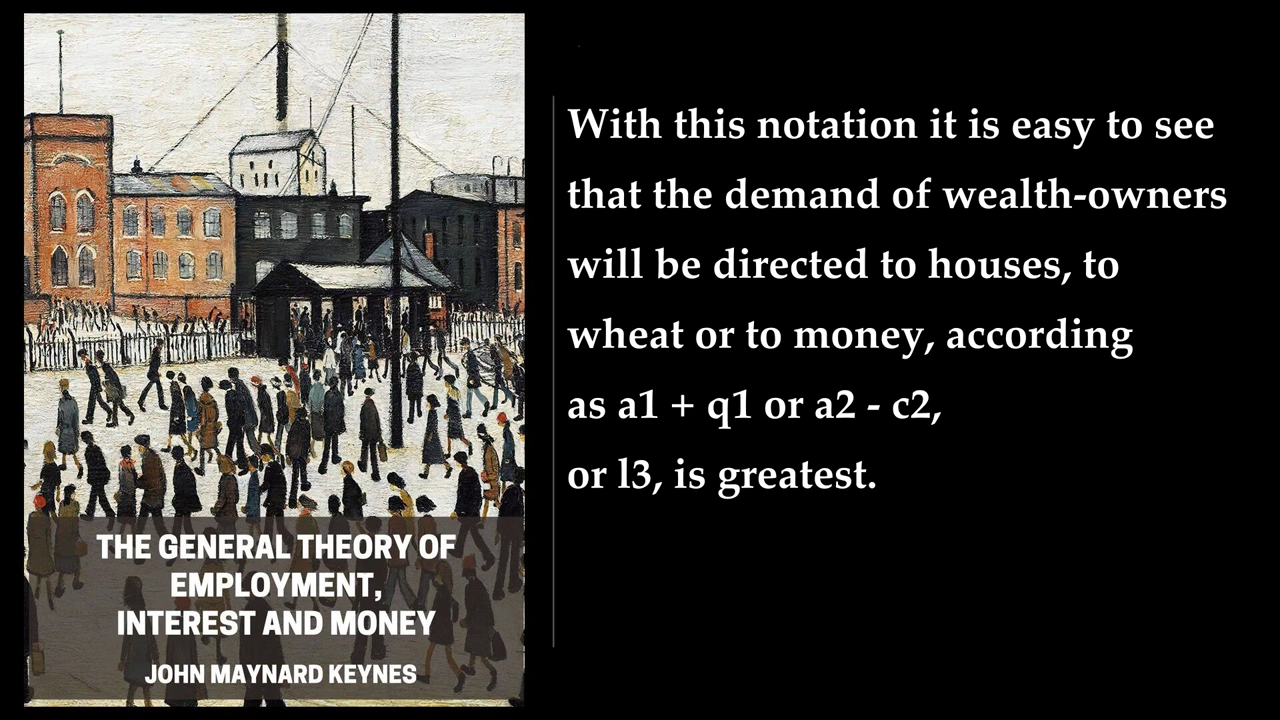 With this notation it is easy to see
that the demand of wealth-owners
will be directed to houses, to
wheat or to money, according
as a1 + q1 or a2 - c2,
or l3, is greatest.
THE GENERAL THEORY OF
EMPLOYMENT,
INTEREST AND MONEY
JOHN MAYNARD KEYNES